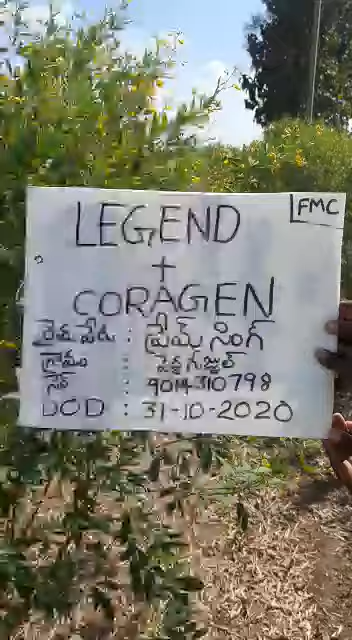 FMC
LEGEND
+
CORAGEN
రైతు పేరు : ప్రేమ్ సింగ్
గ్రామం :
సెల్ : 9014310798
DOD : 31-10-2020